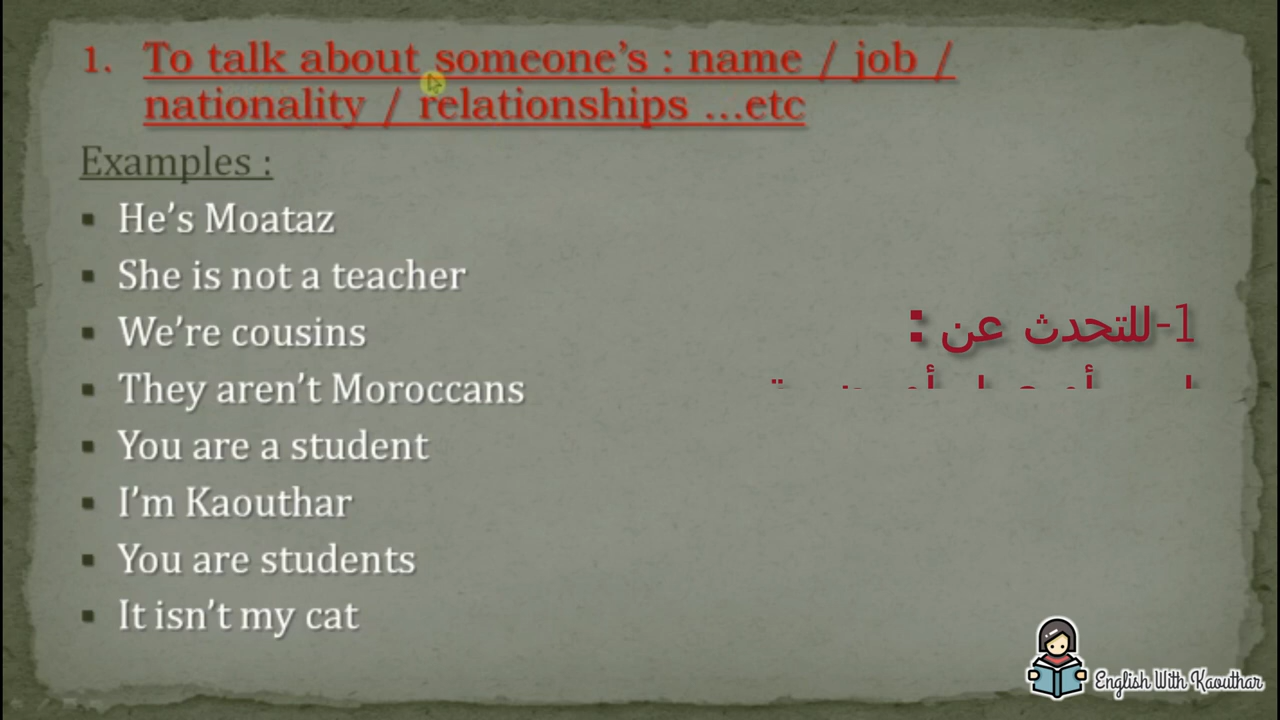 1. To talk about someone’s : name / job /
nationality / relationships ...etc
Examples :
▪ He’s Moataz
▪ She is not a teacher
▪ We’re cousins
▪ They aren’t Moroccans
▪ You are a student
▪ I’m Kaouthar
▪ You are students
▪ It isn’t my cat
1-للتحدث عن :
English With Kaouthar